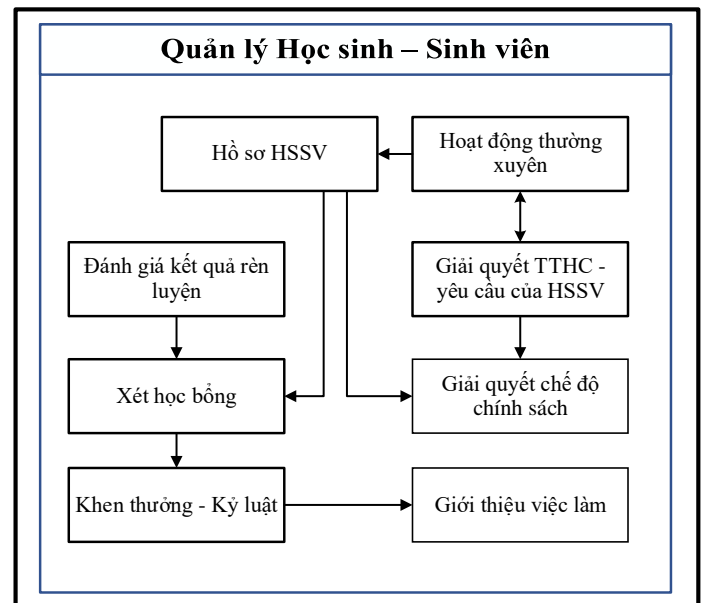 Quản lý Học sinh – Sinh viên
Hồ sơ HSSV
Hoạt động thường
xuyên
Đánh giá kết quả rèn
luyện
Giải quyết TTHC -
yêu cầu của HSSV
Xét học bổng
Giải quyết chế độ
chính sách
Khen thưởng - Kỷ luật
Giới thiệu việc làm